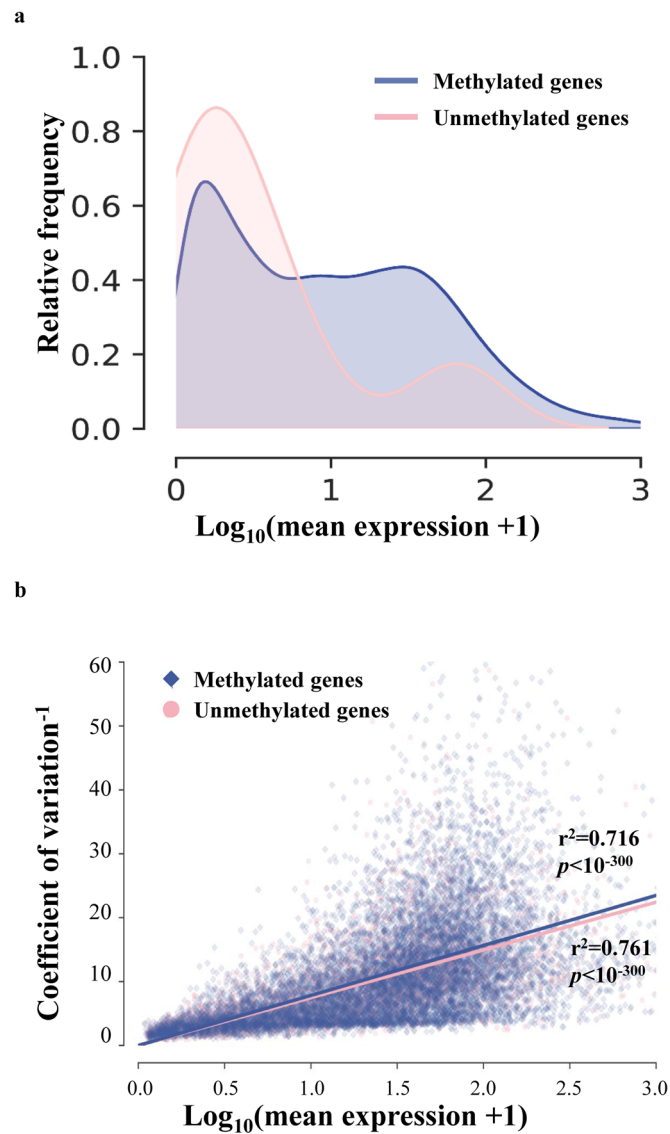 a
1.0
0.8
0.6
0.4
0.2
0.0
Relative frequency
Methylated genes
Unmethylated genes
0 1 2 3
Log₁₀(mean expression +1)
b
60
50
40
30
20
10
0
Coefficient of variation⁻¹
Methylated genes
Unmethylated genes
r²=0.716
p<10⁻³⁰⁰
r²=0.761
p<10⁻³⁰⁰
0.0 0.5 1.0 1.5 2.0 2.5 3.0
Log₁₀(mean expression +1)